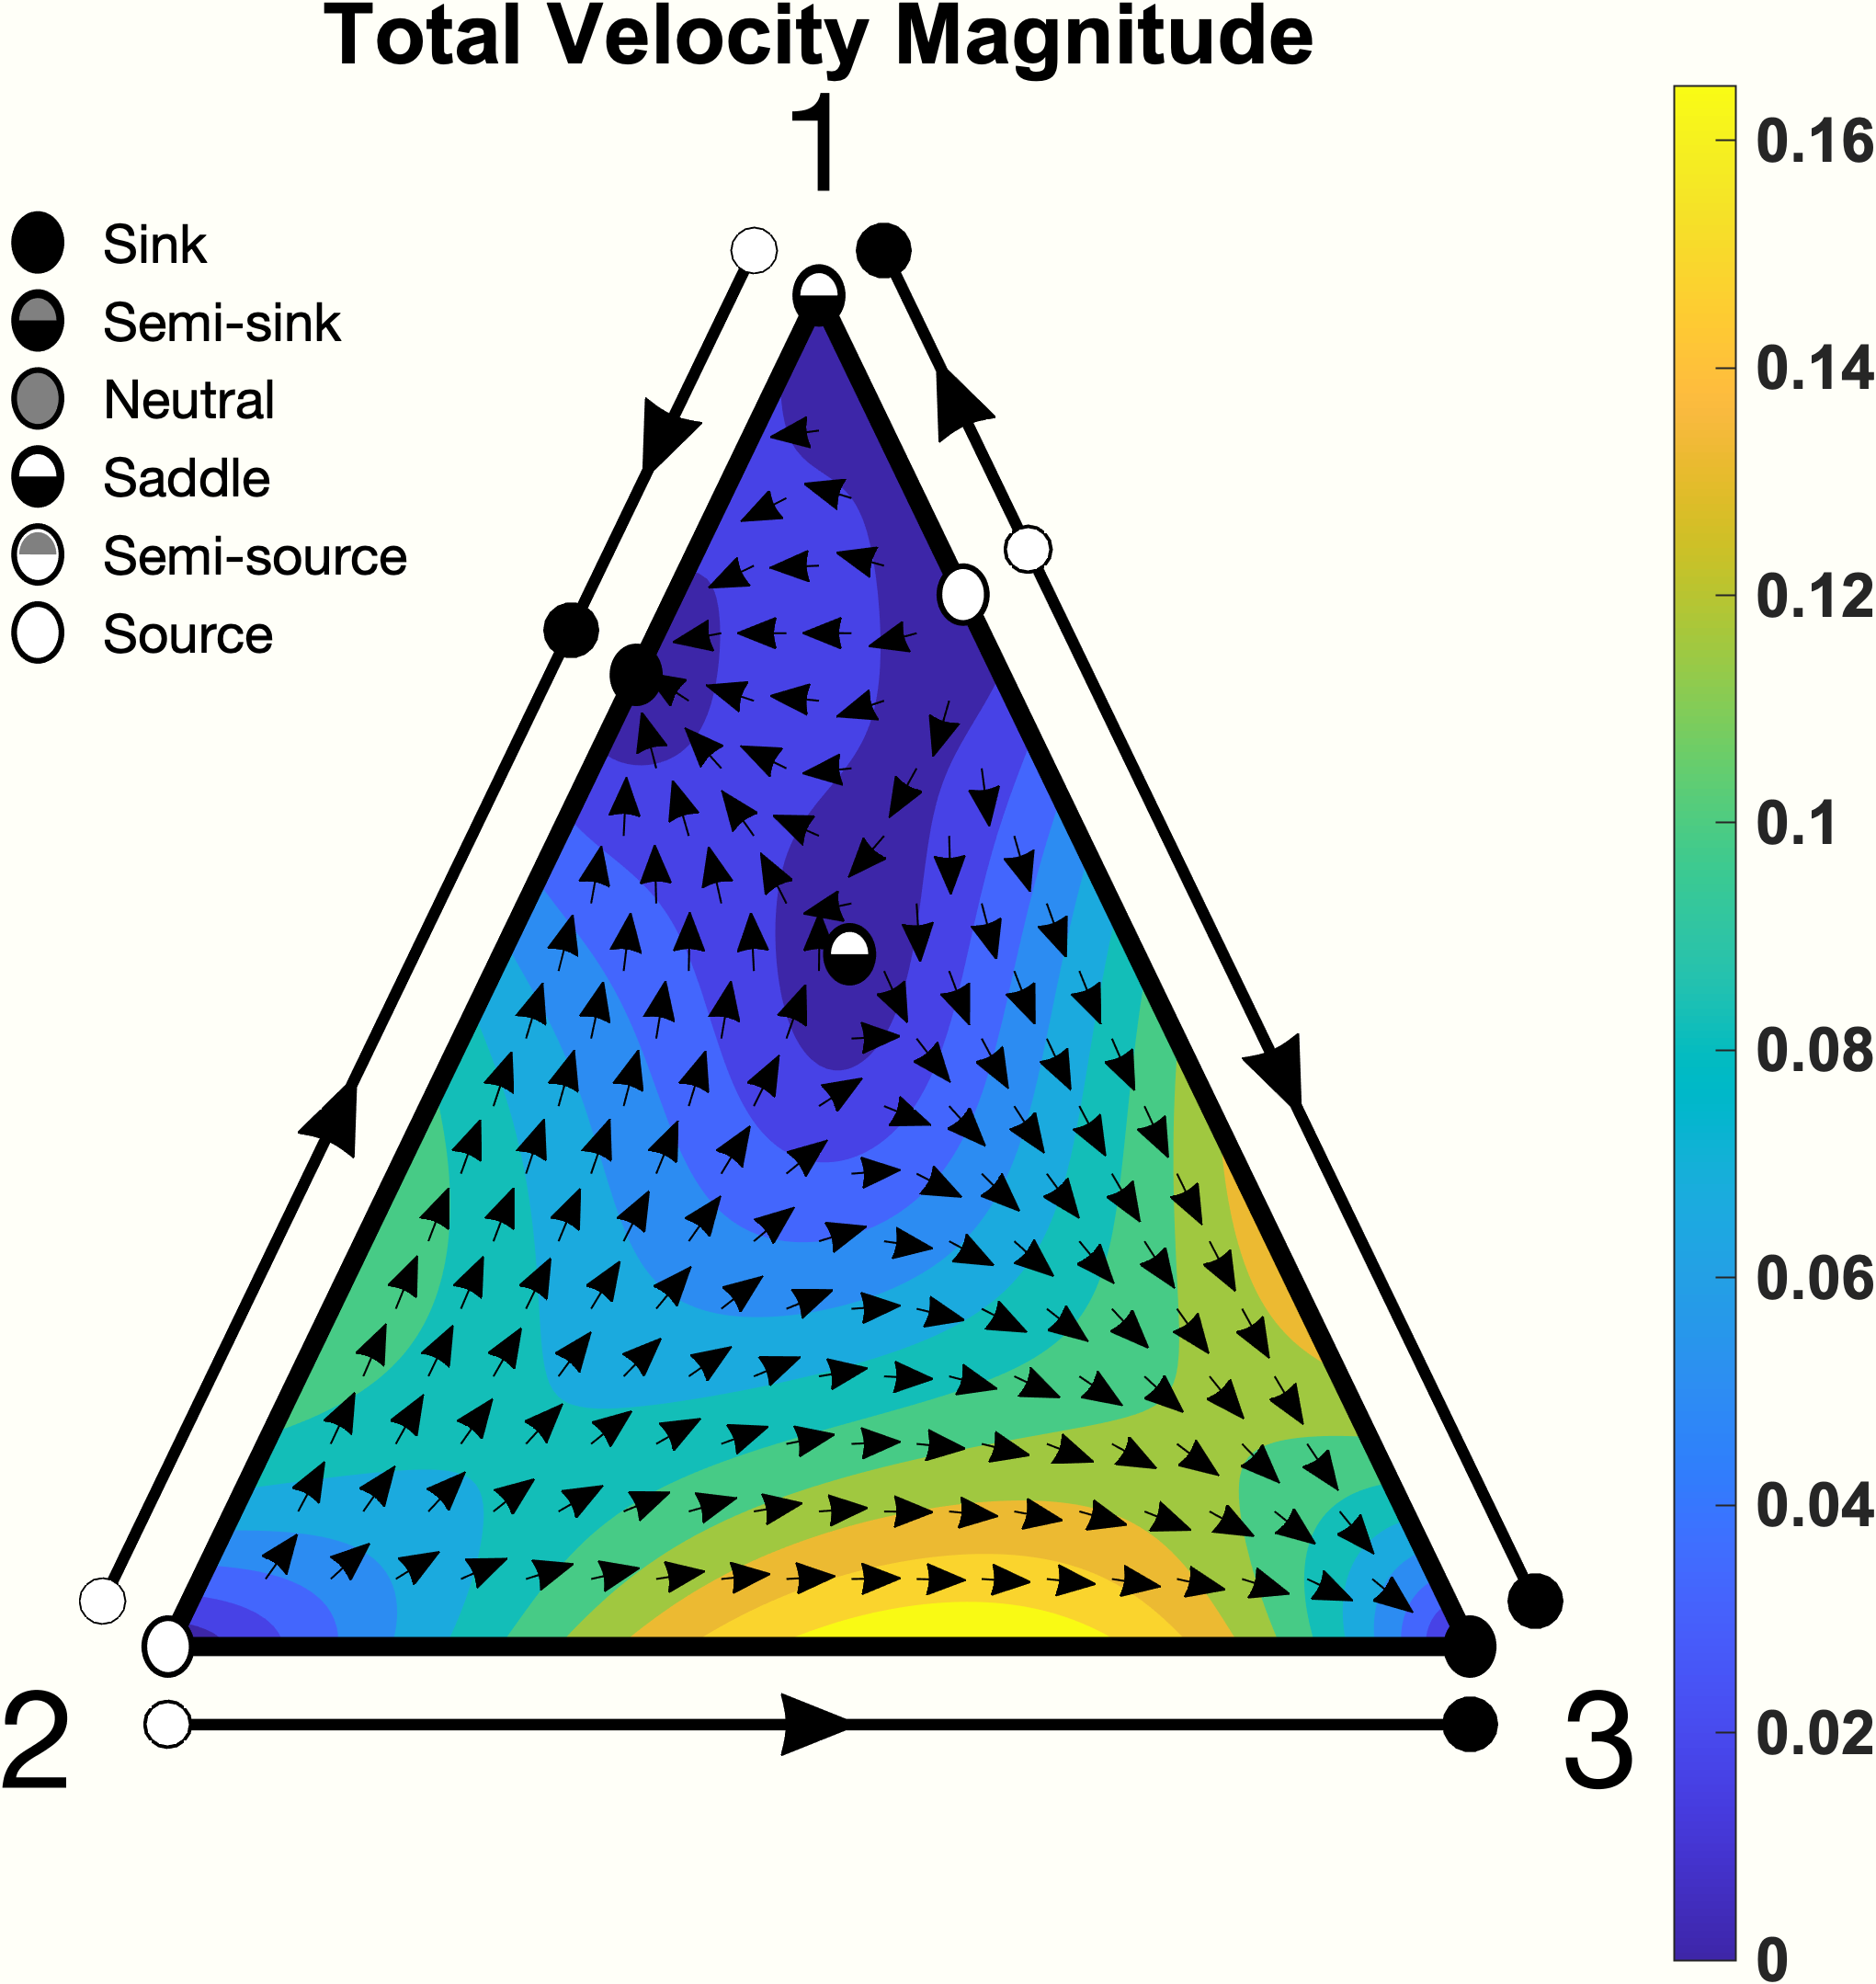 Total Velocity Magnitude
1
Sink
Semi-sink
Neutral
Saddle
Semi-source
Source
2
3
0.16
0.14
0.12
0.1
0.08
0.06
0.04
0.02
0